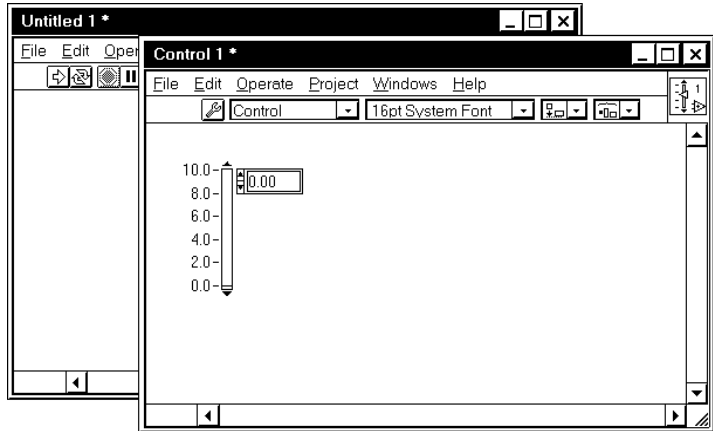 Untitled 1 *
File Edit Oper
Control 1 *
File Edit Operate Project Windows Help
Control 16pt System Font
1
10.0
0.00
8.0
6.0
4.0
2.0
0.0